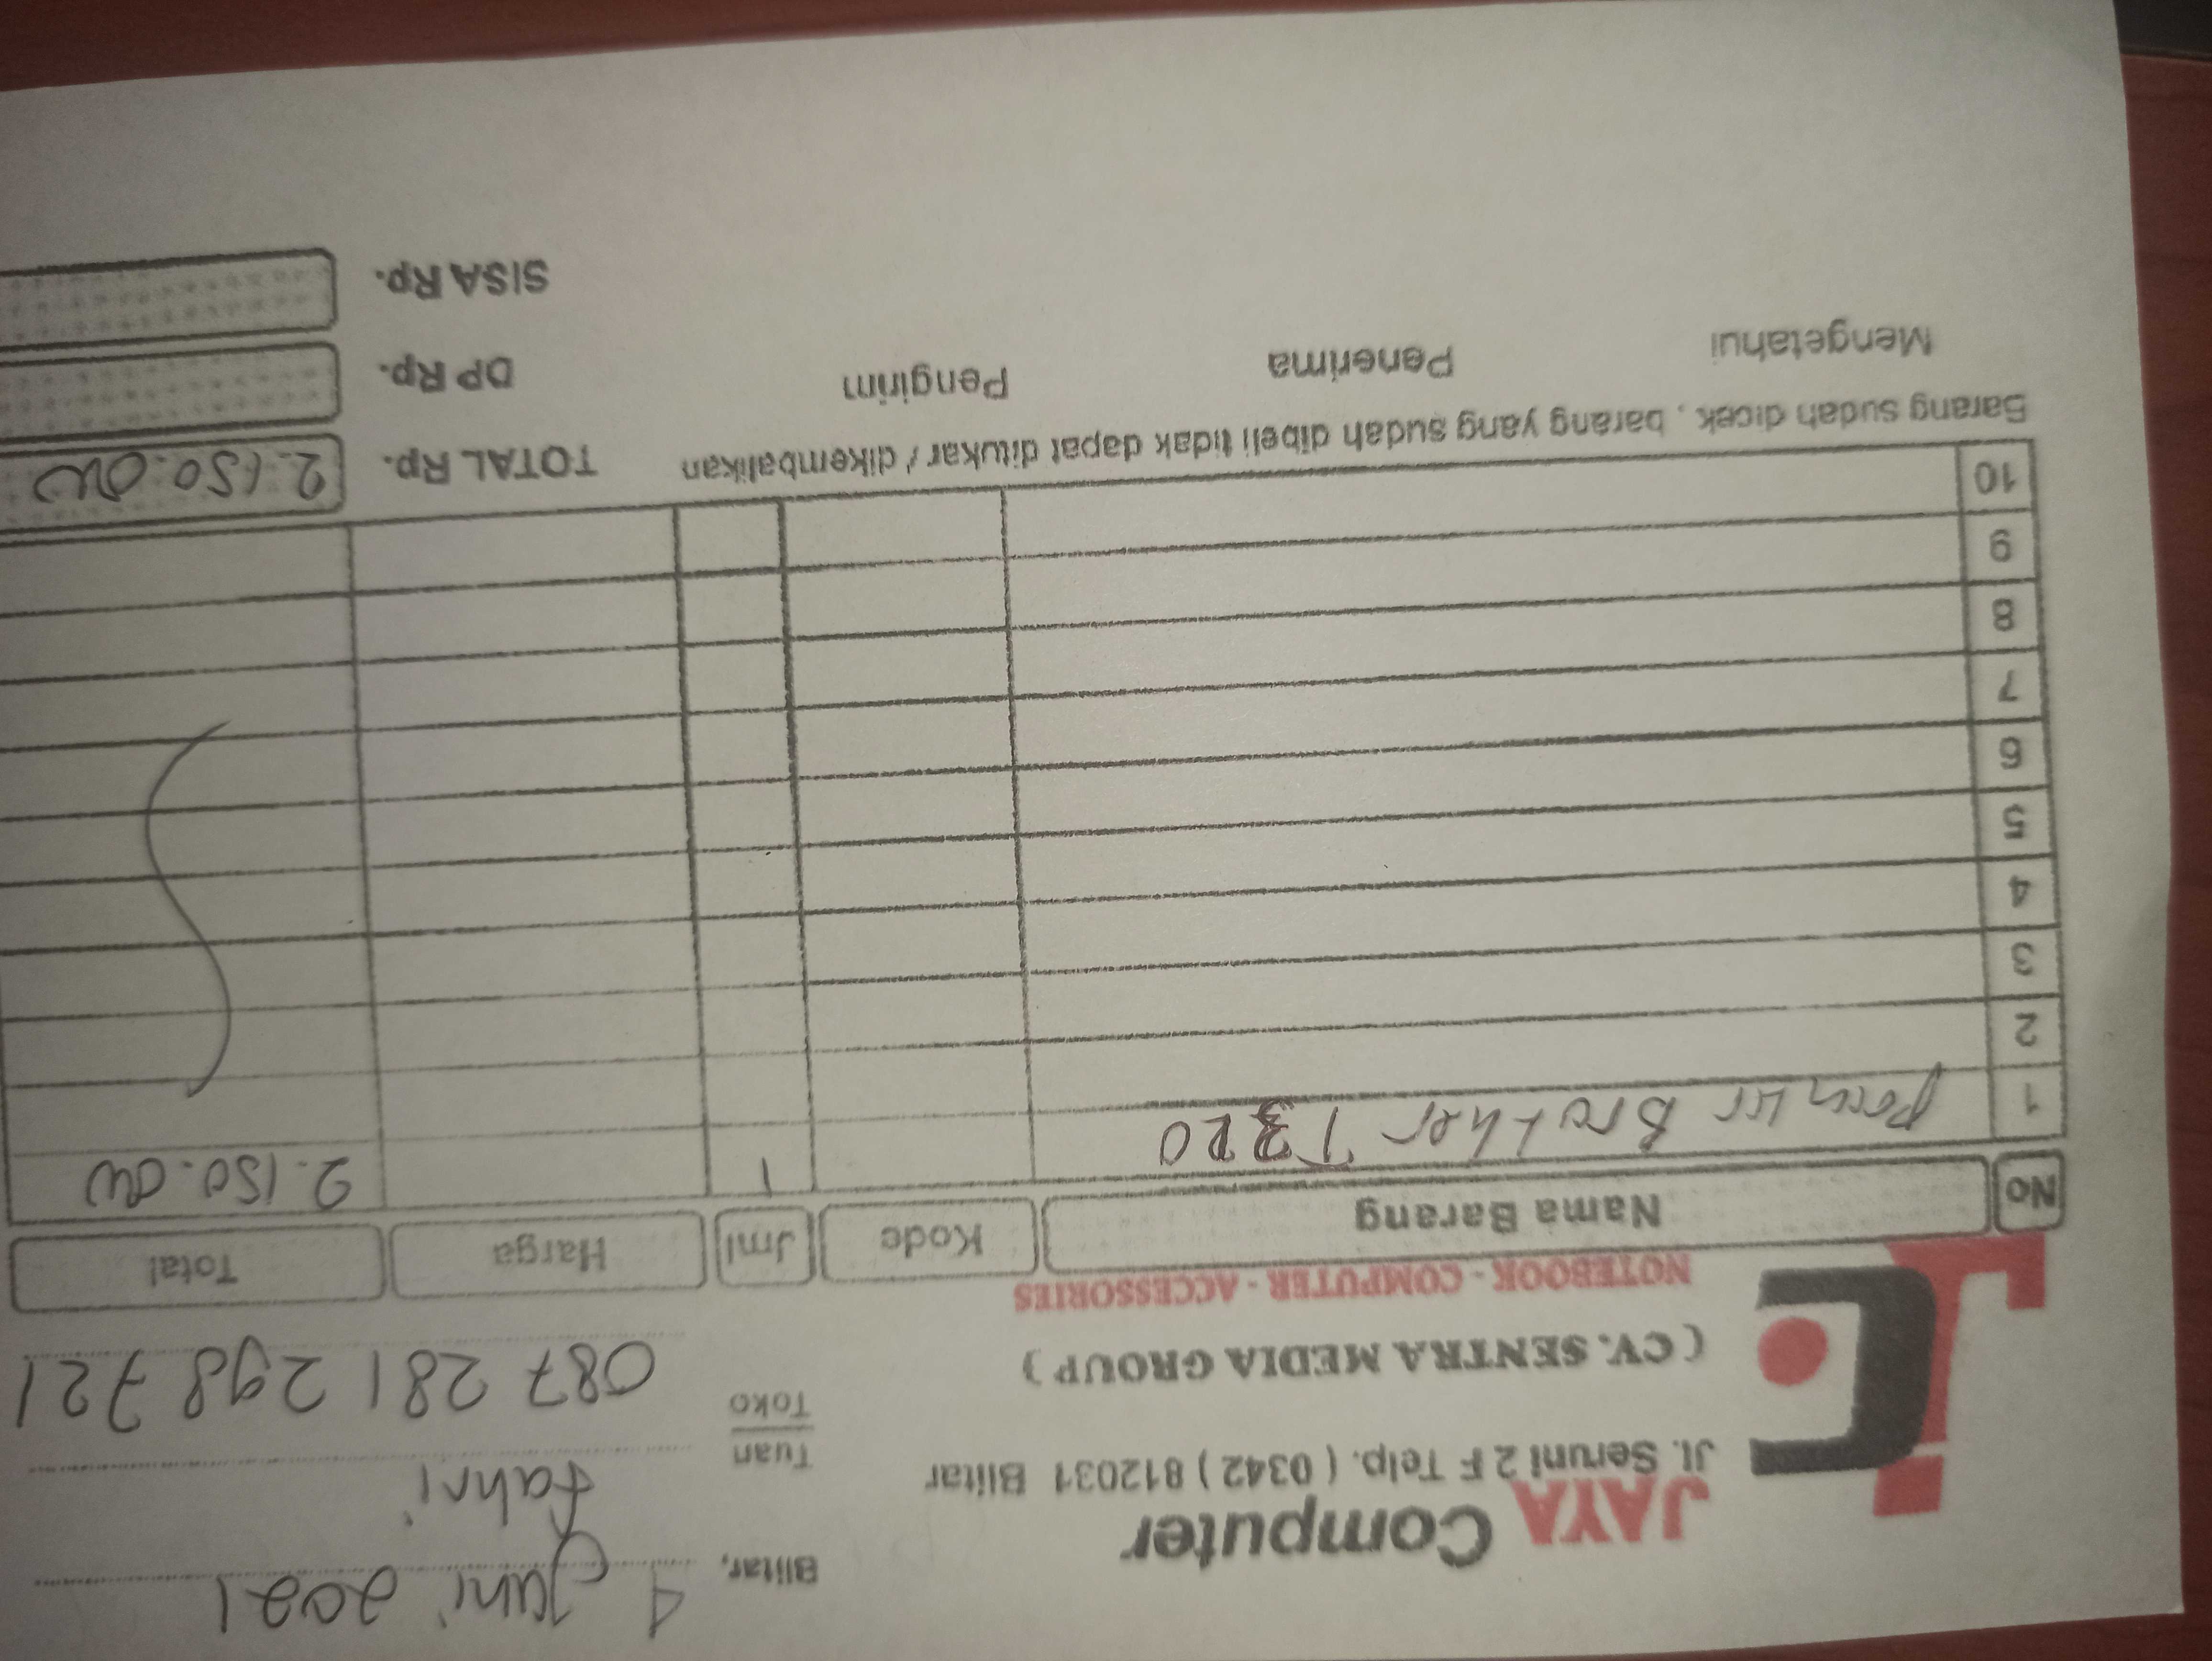 JAYA Computer
Jl. Seruni 2 F Telp. ( 0342 ) 812031 Blitar
( CV. SENTRA MEDIA GROUP )
NOTEBOOK - COMPUTER - ACCESSORIES
Blitar, 1 Juni 2021
Tuan
Toko
fahri
087 281 298 721
No Nama Barang Kode Jml Harga Total
1 Brother T320 1 2.150.000
2
3
4
5
6
7
8
9
10
Barang sudah dicek, barang yang sudah dibeli tidak dapat ditukar / dikembalikan
TOTAL Rp. 2.150.000
Mengetahui Penerima Pengirim
DP Rp.
SISA Rp.